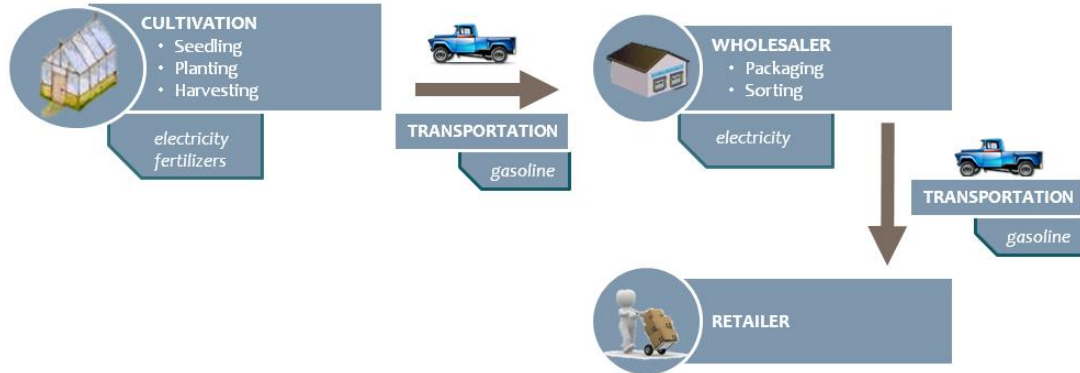 CULTIVATION
• Seedling
• Planting
• Harvesting
electricity
fertilizers
TRANSPORTATION
gasoline
WHOLESALER
• Packaging
• Sorting
electricity
TRANSPORTATION
gasoline
RETAILER